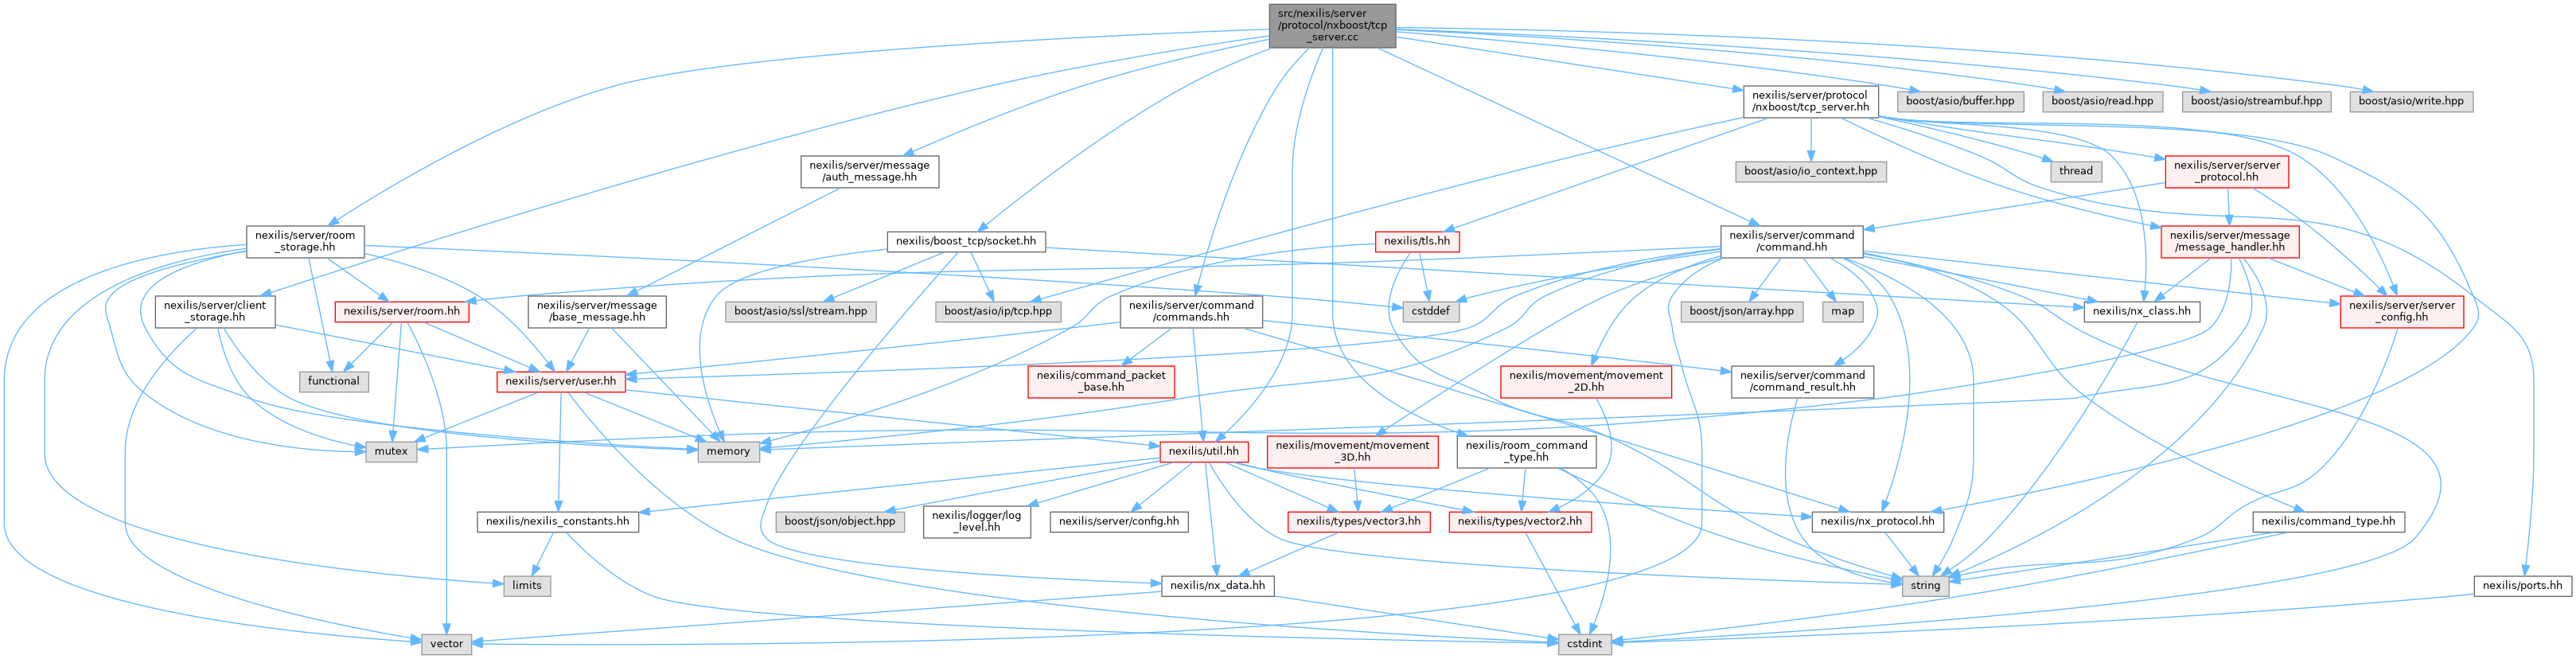 src/nexilis/server
/protocol/nxboost/tcp
_server.cc
nexilis/server/protocol
/nxboost/tcp_server.hh
boost/asio/buffer.hpp
boost/asio/read.hpp
boost/asio/streambuf.hpp
boost/asio/write.hpp
nexilis/server/message
/auth_message.hh
boost/asio/io_context.hpp
thread
nexilis/server/server
_protocol.hh
nexilis/server/room
_storage.hh
nexilis/boost_tcp/socket.hh
nexilis/tls.hh
nexilis/server/command
/command.hh
nexilis/server/message
/message_handler.hh
nexilis/server/client
_storage.hh
nexilis/server/room.hh
nexilis/server/message
/base_message.hh
boost/asio/ssl/stream.hpp
boost/asio/ip/tcp.hpp
nexilis/server/command
/commands.hh
cstddef
boost/json/array.hpp
map
nexilis/nx_class.hh
nexilis/server/server
_config.hh
functional
nexilis/server/user.hh
nexilis/command_packet
_base.hh
nexilis/movement/movement
_2D.hh
nexilis/server/command
/command_result.hh
mutex
memory
nexilis/util.hh
nexilis/movement/movement
_3D.hh
nexilis/room_command
_type.hh
nexilis/nexilis_constants.hh
boost/json/object.hpp
nexilis/logger/log
_level.hh
nexilis/server/config.hh
nexilis/types/vector3.hh
nexilis/types/vector2.hh
nexilis/nx_protocol.hh
nexilis/command_type.hh
limits
nexilis/nx_data.hh
string
nexilis/ports.hh
vector
cstdint